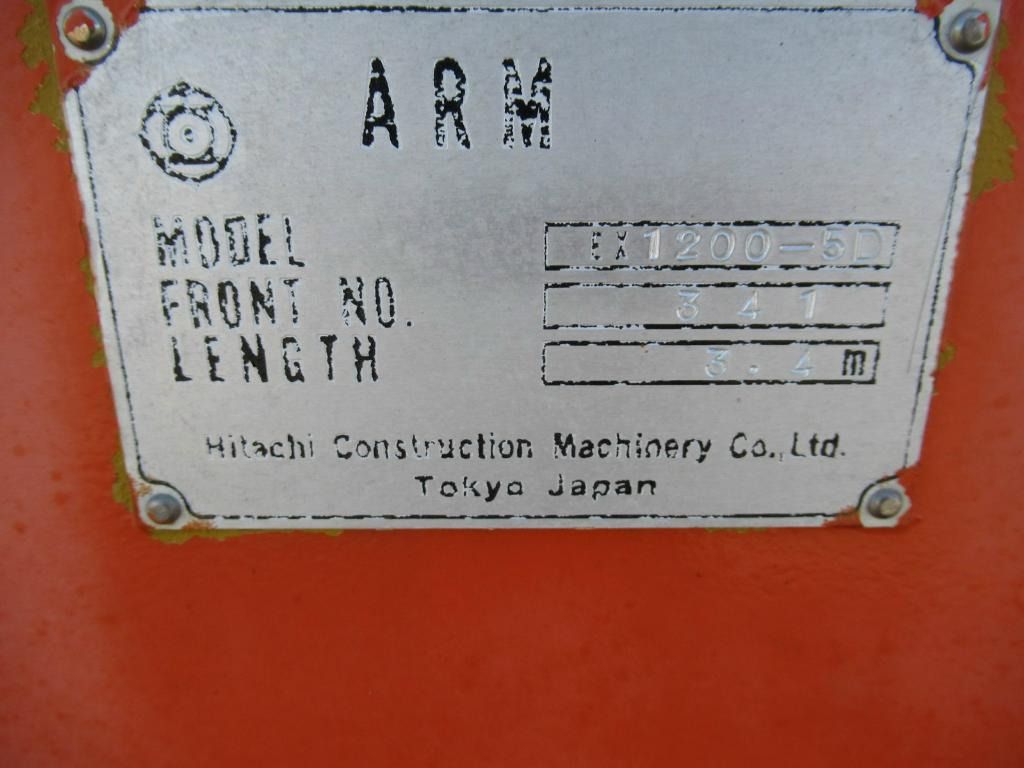 ARM
MODEL EX1200-5D
FRONT NO. 341
LENGTH 3.4 m
Hitachi Construction Machinery Co., Ltd.
Tokyo Japan